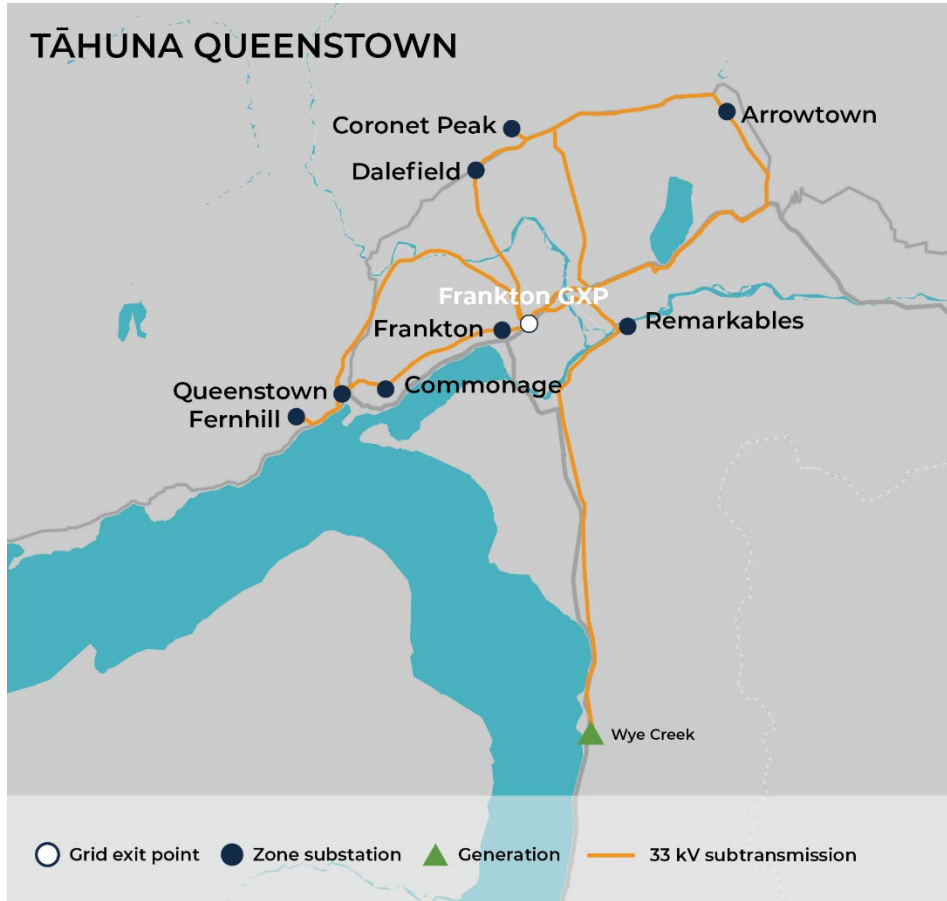 TĀHUNA QUEENSTOWN
Arrowtown
Coronet Peak
Dalefield
Frankton GXP
Frankton
Remarkables
Queenstown
Commonage
Fernhill
Wye Creek
Grid exit point
Zone substation
Generation
33 kV subtransmission